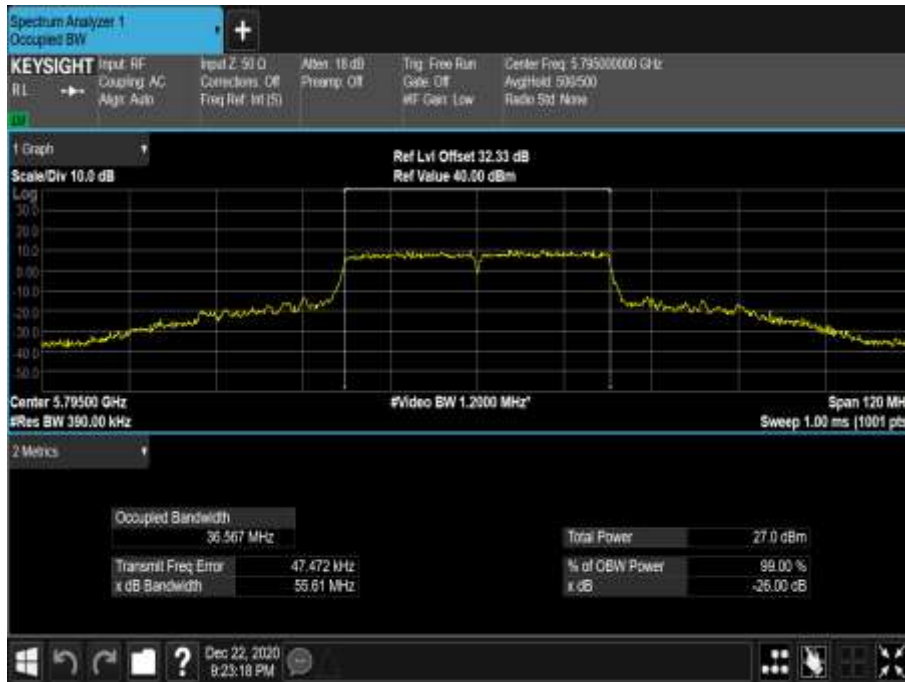 Spectrum Analyzer 1
Occupied BW
+
KEYSIGHT
RL
Input: RF
Coupling: AC
Align: Auto
Input Z: 50 Ω
Corrections: Off
Freq Ref: Int (S)
Atten: 18 dB
Preamp: Off
Trig: Free Run
Gate: Off
#IF Gain: Low
Center Freq: 5.795000000 GHz
Avg|Hold: 500/500
Radio Std: None
1 Graph
Scale/Div 10.0 dB
Ref Lvl Offset 32.33 dB
Ref Value 40.00 dBm
Log
30.0
20.0
10.0
0.00
-10.0
-20.0
-30.0
-40.0
-50.0
Center 5.79500 GHz
#Res BW 390.00 kHz
#Video BW 1.2000 MHz*
Span 120 MH
Sweep 1.00 ms (1001 pts
2 Metrics
Occupied Bandwidth
36.567 MHz
Transmit Freq Error 47.472 kHz
x dB Bandwidth 55.61 MHz
Total Power 27.0 dBm
% of OBW Power 99.00 %
x dB -26.00 dB
?
Dec 22, 2020
9:23:18 PM